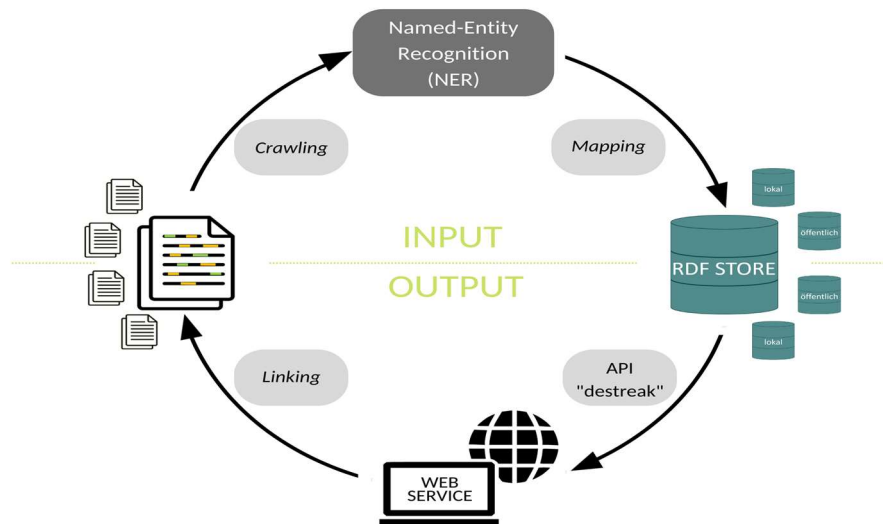 Named-Entity
Recognition
(NER)
Crawling
Mapping
lokal
öffentlich
INPUT
RDF STORE
OUTPUT
öffentlich
lokal
Linking
API
"destreak"
WEB
SERVICE